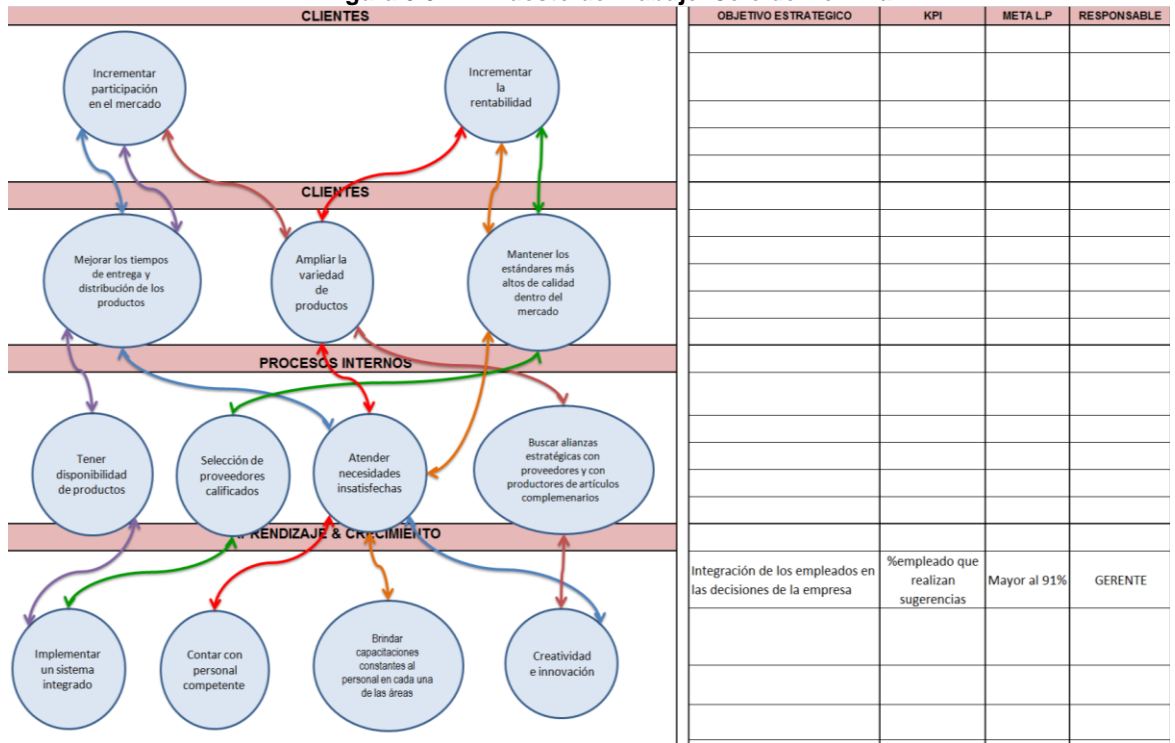 CLIENTES
OBJETIVO ESTRATEGICO
KPI
META L.P
RESPONSABLE
Incrementar
participación
en el mercado
Incrementar
la
rentabilidad
CLIENTES
Mejorar los tiempos
de entrega y
distribución de los
productos
Ampliar la
variedad
de
productos
Mantener los
estándares más
altos de calidad
dentro del
mercado
PROCESOS INTERNOS
Tener
disponibilidad
de productos
Selección de
proveedores
calificados
Atender
necesidades
insatisfechas
Buscar alianzas
estratégicas con
proveedores y con
productores de artículos
complemenarios
& CRECIMIENTO
Integración de los empleados en
las decisiones de la empresa
%empleado que
realizan
sugerencias
Mayor al 91%
GERENTE
Implementar
un sistema
integrado
Contar con
personal
competente
Brindar
capacitaciones
constantes al
personal en cada una
de las áreas
Creatividad
e innovación